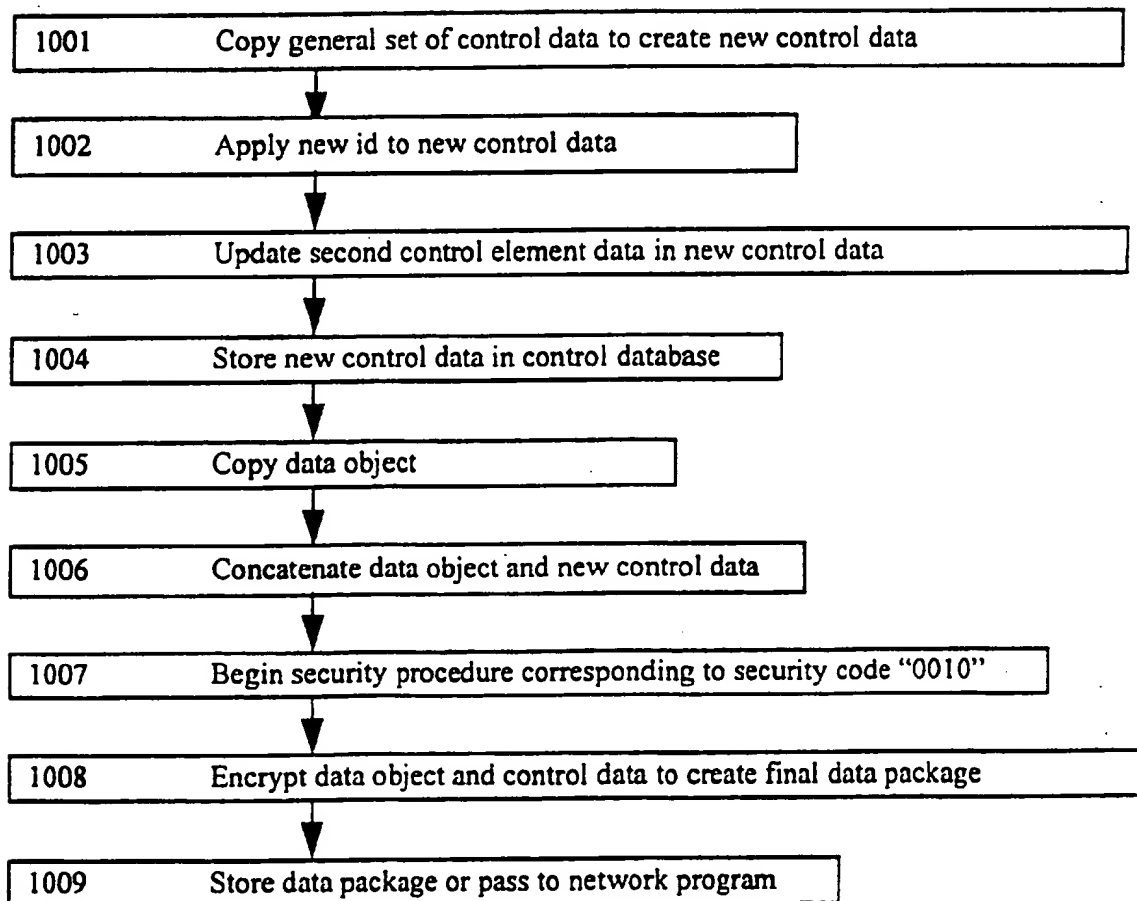 1001 Copy general set of control data to create new control data
1002 Apply new id to new control data
1003 Update second control element data in new control data
1004 Store new control data in control database
1005 Copy data object
1006 Concatenate data object and new control data
1007 Begin security procedure corresponding to security code “0010”
1008 Encrypt data object and control data to create final data package
1009 Store data package or pass to network program